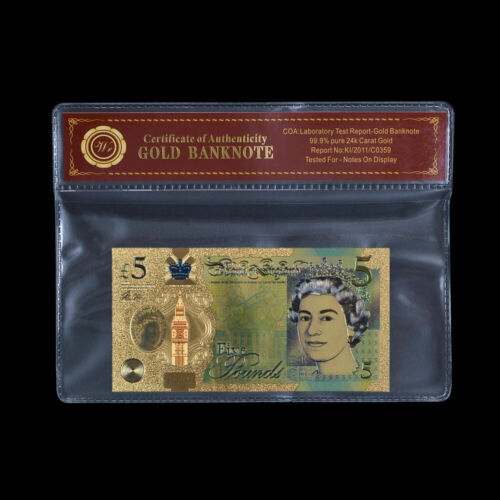 Certificate of Authenticity
GOLD BANKNOTE
COA:Laboratory Test Report-Gold Banknote
99.9% pure 24k Carat Gold
Report No:KI/2011/C0359
Tested For - Notes On Display
£5
5
Five
Pounds
£5